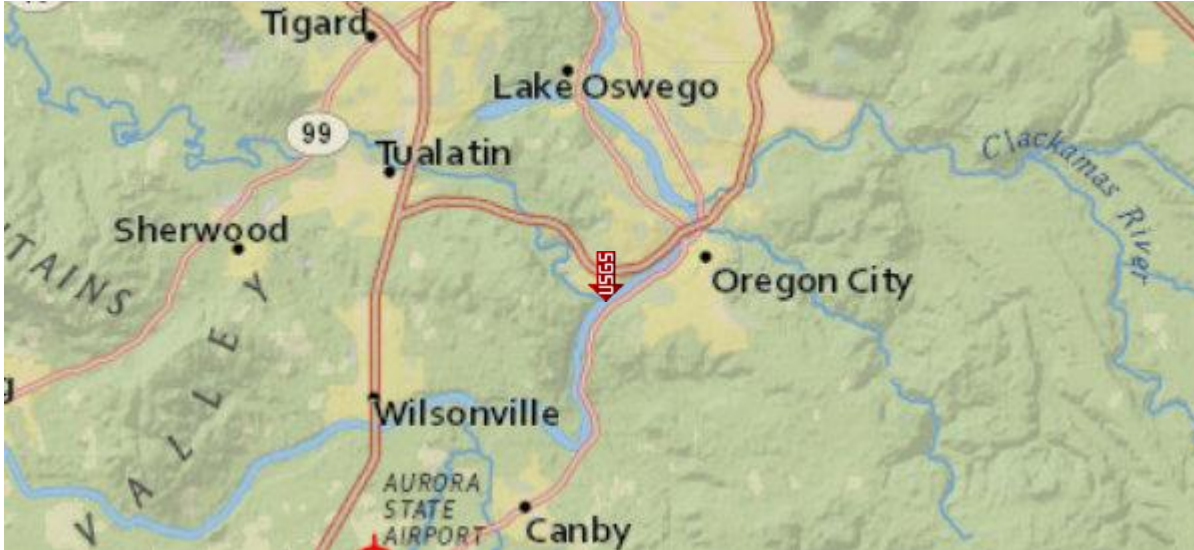 Tigard
Lake Oswego
99
Tualatin
Clackamas River
Sherwood
TAINS
VALLEY
USGS
Oregon City
Wilsonville
AURORA
STATE
AIRPORT
Canby